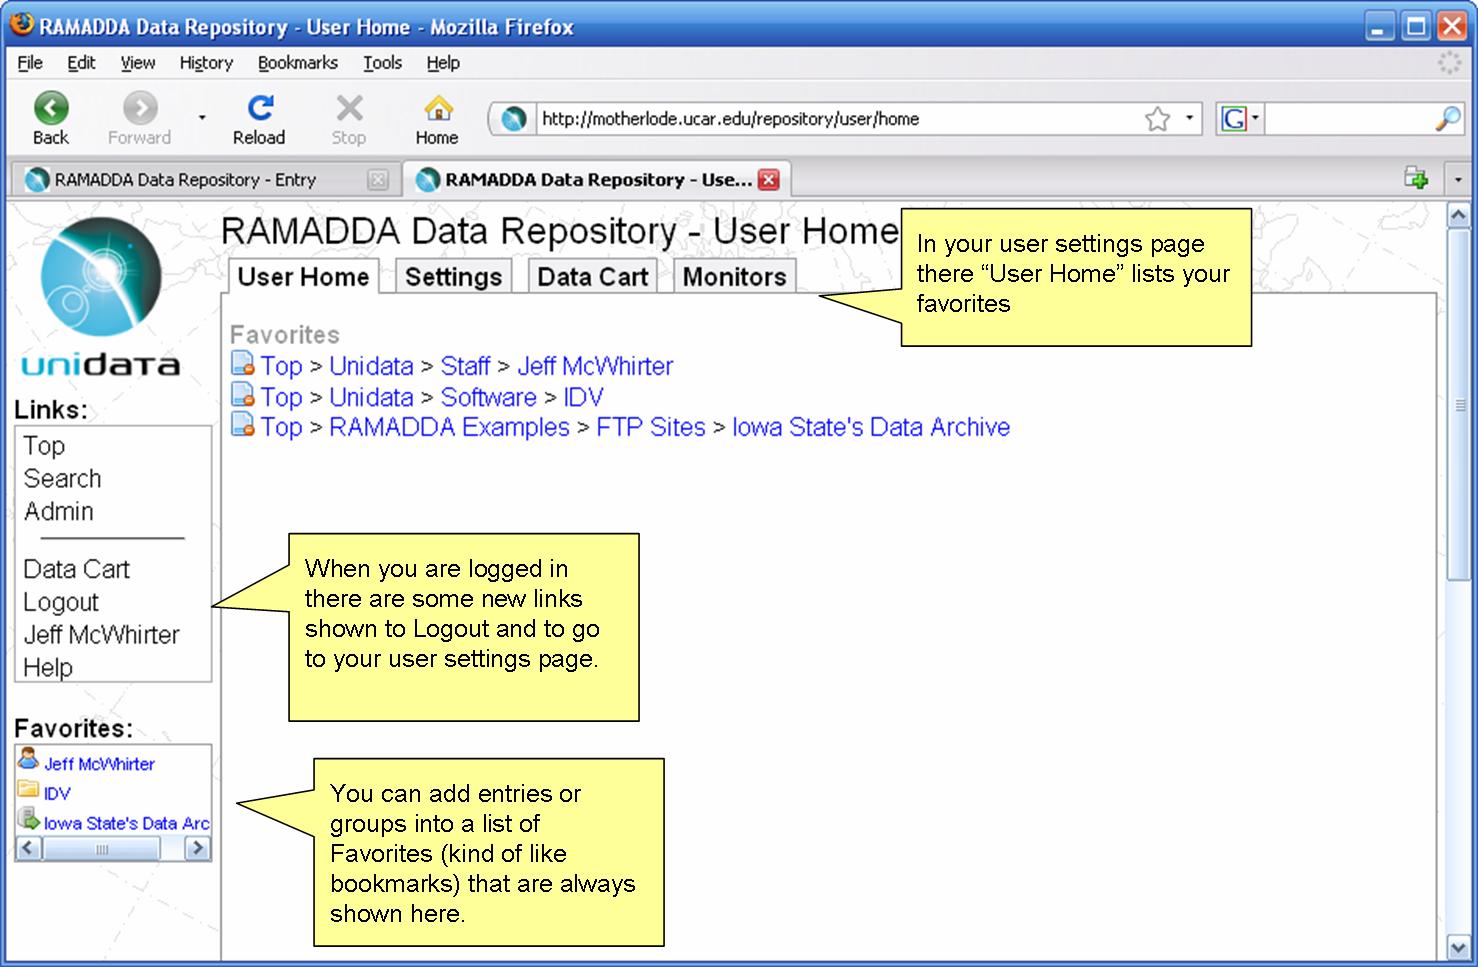 RAMADDA Data Repository - User Home - Mozilla Firefox
File Edit View History Bookmarks Tools Help
Back Forward Reload Stop Home
http://motherlode.ucar.edu/repository/user/home
G
RAMADDA Data Repository - Entry
RAMADDA Data Repository - Use...
unidata
RAMADDA Data Repository - User Home
User Home Settings Data Cart Monitors
In your user settings page
there “User Home” lists your
favorites
Favorites
Top > Unidata > Staff > Jeff McWhirter
Top > Unidata > Software > IDV
Top > RAMADDA Examples > FTP Sites > Iowa State's Data Archive
Links:
Top
Search
Admin
Data Cart
Logout
Jeff McWhirter
Help
When you are logged in
there are some new links
shown to Logout and to go
to your user settings page.
Favorites:
Jeff McWhirter
IDV
Iowa State's Data Arc
You can add entries or
groups into a list of
Favorites (kind of like
bookmarks) that are always
shown here.